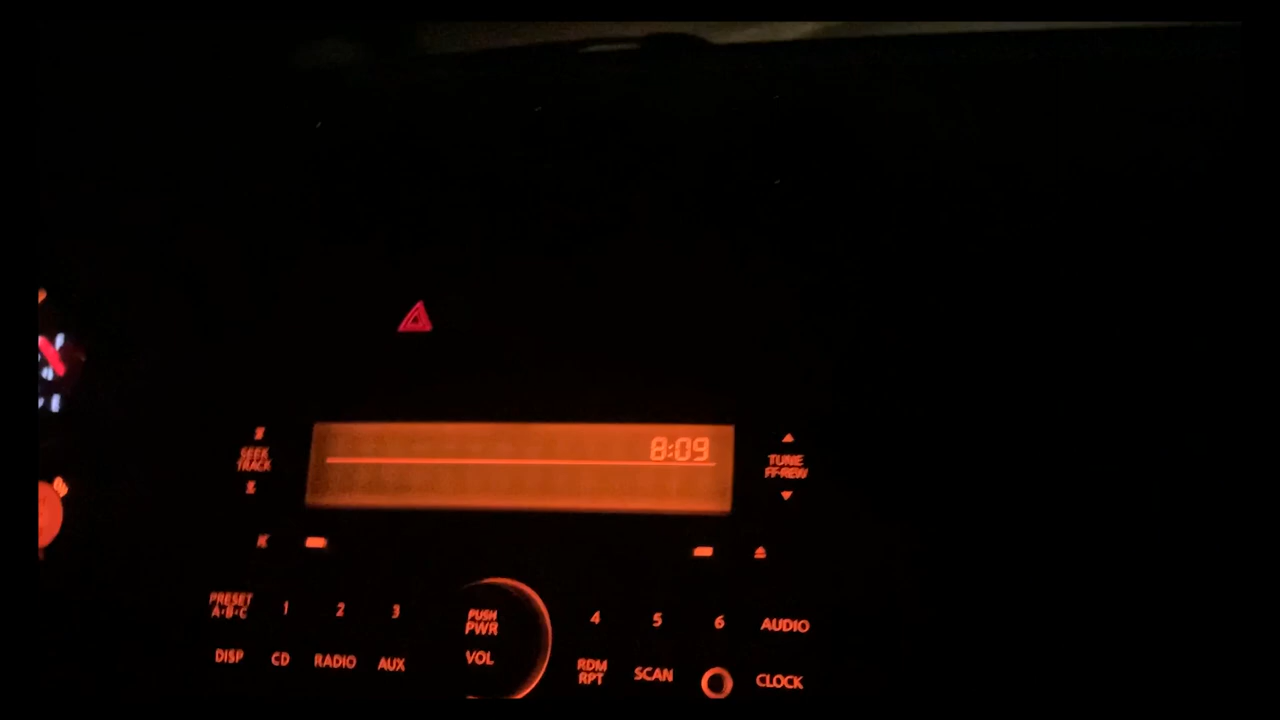 8:09
SEEK
TRACK
TUNE
FF·REW
PRESET
A·B·C
1
2
3
PUSH
PWR
VOL
4
5
6
AUDIO
DISP
CD
RADIO
AUX
RDM
RPT
SCAN
CLOCK